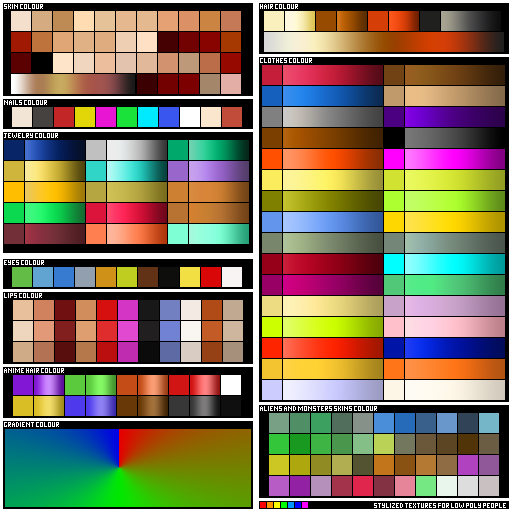 SKIN COLOUR
NAILS COLOUR
JEWELRY COLOUR
EYES COLOUR
LIPS COLOUR
ANIME HAIR COLOUR
GRADIENT COLOUR
HAIR COLOUR
CLOTHES COLOUR
ALIENS AND MONSTERS SKINS COLOUR
STYLIZED TEXTURES FOR LOW POLY PEOPLE